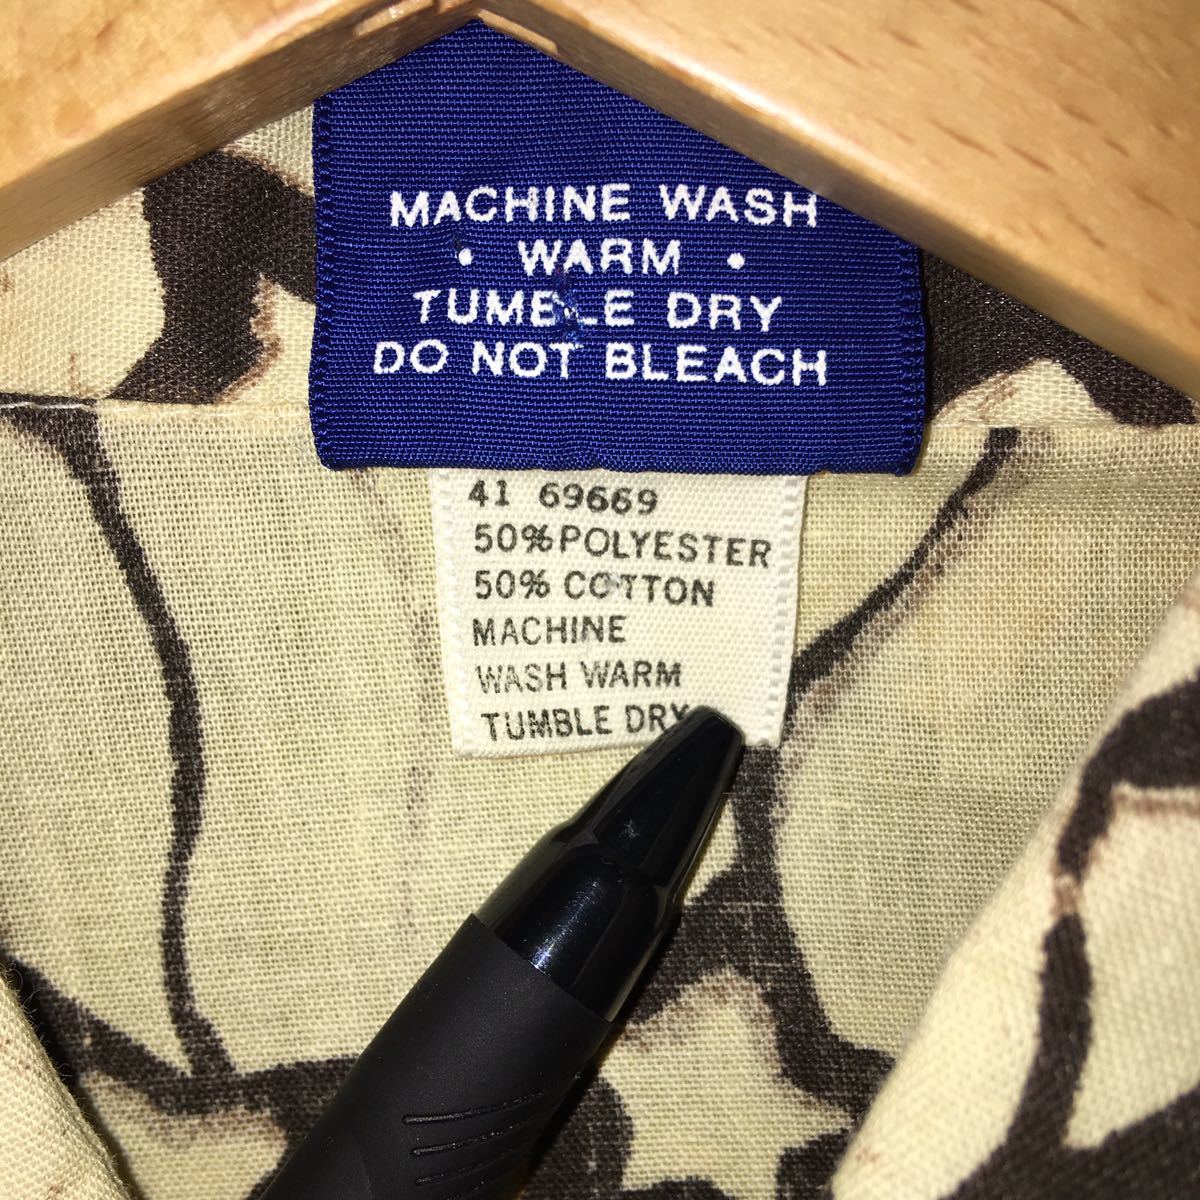 MACHINE WASH
• WARM •
TUMBLE DRY
DO NOT BLEACH
41 69669
50% POLYESTER
50% COTTON
MACHINE
WASH WARM
TUMBLE DRY